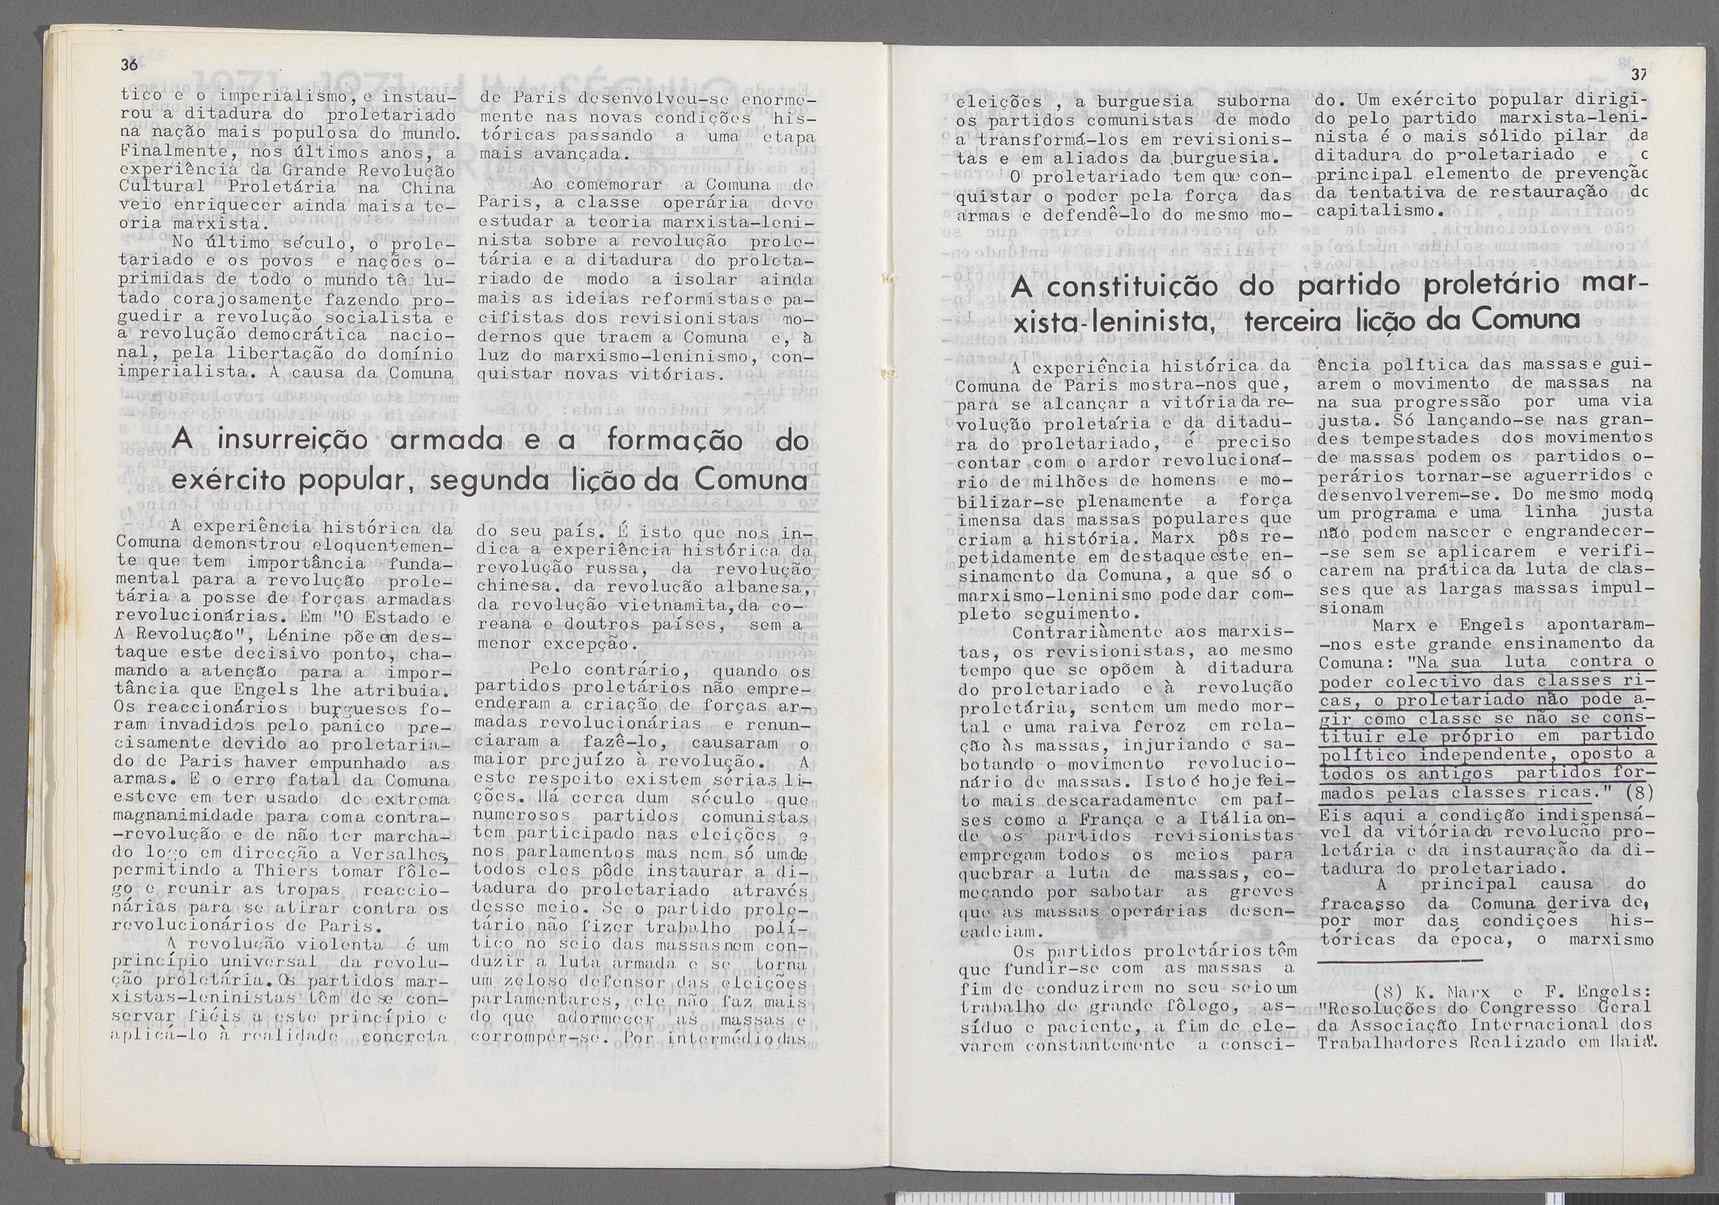 36
tico e o imperialismo, e instau-
rou a ditadura do proletariado
na nação mais populosa do mundo.
Finalmente, nos últimos anos, a
experiência da Grande Revolução
Cultural Proletária na China
veio enriquecer ainda mais a te-
oria marxista.
No último século, o prole-
tariado e os povos e nações o-
primidas de todo o mundo têm lu-
tado corajosamente fazendo pro-
guedir a revolução socialista e
a revolução democrática nacio-
nal, pela libertação do domínio
imperialista. A causa da Comuna
de Paris desenvolveu-se enorme-
mente nas novas condições his-
tóricas passando a uma etapa
mais avançada.
Ao comemorar a Comuna de
Paris, a classe operária deve
estudar a teoria marxista-leni-
nista sobre a revolução prole-
tária e a ditadura do proleta-
riado de modo a isolar ainda
mais as ideias reformistas e pa-
cifistas dos revisionistas mo-
dernos que traem a Comuna e, à
luz do marxismo-leninismo, con-
quistar novas vitórias.
A insurreição armada e a formação do
exército popular, segunda lição da Comuna
A experiência histórica da
Comuna demonstrou eloquentemen-
te que tem importância funda-
mental para a revolução prole-
tária a posse de forças armadas
revolucionárias. Em "O Estado e
A Revolução", Lénine põe em des-
taque este decisivo ponto, cha-
mando a atenção para a impor-
tância que Engels lhe atribuia.
Os reaccionários burgueses fo-
ram invadidos pelo pânico pre-
cisamente devido ao proletaria-
do de Paris haver empunhado as
armas. E o erro fatal da Comuna
esteve em ter usado de extrema
magnanimidade para com a contra-
-revolução e de não ter marcha-
do logo em direcção a Versalhes,
permitindo a Thiers tomar fôle-
go e reunir as tropas reaccio-
nárias para se atirar contra os
revolucionários de Paris.
A revolução violenta é um
princípio universal da revolu-
ção proletária. Os partidos mar-
xistas-leninistas têm de se con-
servar fiéis a este princípio e
aplicá-lo à realidade concreta
do seu país. É isto que nos in-
dica a experiência histórica da
revolução russa, da revolução
chinesa, da revolução albanesa,
da revolução vietnamita, da co-
reana e doutros países, sem a
menor excepção.
Pelo contrário, quando os
partidos proletários não empre-
enderam a criação de forças ar-
madas revolucionárias e renun-
ciaram a fazê-lo, causaram o
maior prejuízo à revolução. A
este respeito existem sérias li-
ções. Há cerca dum século que
numerosos partidos comunistas
tem participado nas eleições e
nos parlamentos mas nem só um de
todos eles pôde instaurar a di-
tadura do proletariado através
desse meio. Se o partido prole-
tário não fizer trabalho polí-
tico no seio das massas nem con-
duzir a luta armada e se torna
um zeloso defensor das eleições
parlamentares, ele não faz mais
do que adormecer as massas e
corromper-se. Por intermédio das
37
eleições , a burguesia suborna
os partidos comunistas de modo
a transformá-los em revisionis-
tas e em aliados da burguesia.
O proletariado tem que con-
quistar o poder pela força das
armas e defendê-lo do mesmo mo-
do. Um exército popular dirigi-
do pelo partido marxista-leni-
nista é o mais sólido pilar da
ditadura do proletariado e c
principal elemento de prevenção
da tentativa de restauração dc
capitalismo.
A constituição do partido proletário mar-
xista-leninista, terceira licão da Comuna
A experiência histórica da
Comuna de Paris mostra-nos que,
para se alcançar a vitória da re-
volução proletária e da ditadu-
ra do proletariado, é preciso
contar com o ardor revolucioná-
rio de milhões de homens e mo-
bilizar-se plenamente a força
imensa das massas populares que
criam a história. Marx pôs re-
petidamente em destaque este en-
sinamento da Comuna, a que só o
marxismo-leninismo pode dar com-
pleto seguimento.
Contrariàmente aos marxis-
tas, os revisionistas, ao mesmo
tempo que se opõem à ditadura
do proletariado e à revolução
proletária, sentem um medo mor-
tal e uma raiva feroz em rela-
ção às massas, injuriando e sa-
botando o movimento revolucio-
nário de massas. Isto é hoje fei-
to mais descaradamente em paí-
ses como a França e a Itália on-
de os partidos revisionistas
empregam todos os meios para
quebrar a luta de massas, co-
meçando por sabotar as greves
que as massas operárias desen-
cadeiam.
Os partidos proletários têm
que fundir-se com as massas a
fim de conduzirem no seu seio um
trabalho de grande fôlego, as-
síduo e paciente, a fim de ele-
varem constantemente a consci-
ência política das massas e gui-
arem o movimento de massas na
na sua progressão por uma via
justa. Só lançando-se nas gran-
des tempestades dos movimentos
de massas podem os partidos o-
perários tornar-se aguerridos e
desenvolverem-se. Do mesmo modo
um programa e uma linha justa
não podem nascer e engrandecer-
-se sem se aplicarem e verifi-
carem na prática da luta de clas-
ses que as largas massas impul-
sionam
Marx e Engels apontaram-
-nos este grande ensinamento da
Comuna: "Na sua luta contra o
poder colectivo das classes ri-
cas, o proletariado não pode a-
gir como classe se não se cons-
tituir ele próprio em partido
político independente, oposto a
todos os antigos partidos for-
mados pelas classes ricas." (8)
Eis aqui a condição indispensá-
vel da vitória da revolucão pro-
letária e da instauração da di-
tadura do proletariado.
A principal causa do
fracasso da Comuna deriva de,
por mor das condições his-
tóricas da época, o marxismo
(8) K. Marx e F. Engels:
"Resoluções do Congresso Geral
da Associação Internacional dos
Trabalhadores Realizado em Haia".